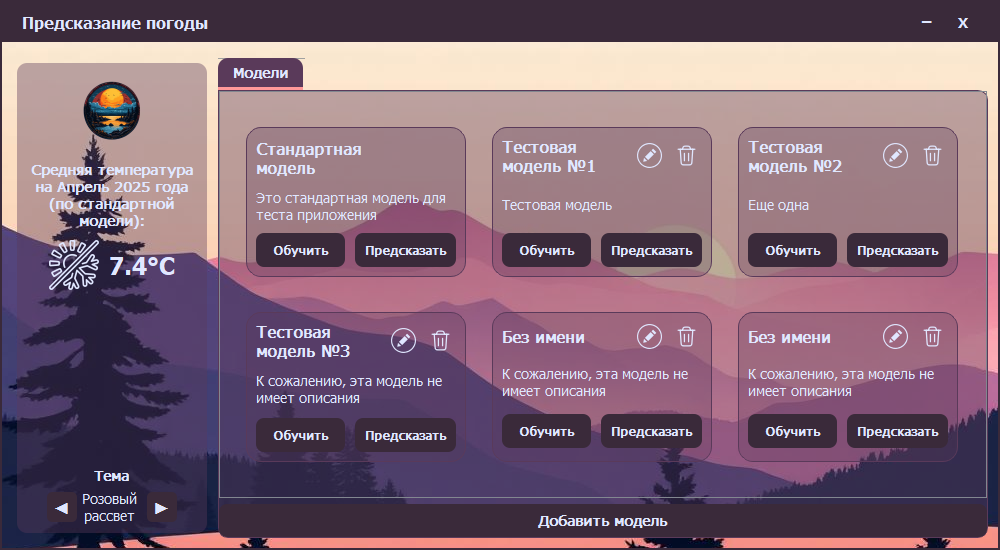 Предсказание погоды
– X
Средняя температура
на Апрель 2025 года
(по стандартной
модели):
7.4°C
Тема
Розовый
рассвет
Модели
Стандартная
модель
Это стандартная модель для
теста приложения
Обучить Предсказать
Тестовая
модель №1
Тестовая модель
Обучить Предсказать
Тестовая
модель №2
Еще одна
Обучить Предсказать
Тестовая
модель №3
К сожалению, эта модель не
имеет описания
Обучить Предсказать
Без имени
К сожалению, эта модель не
имеет описания
Обучить Предсказать
Без имени
К сожалению, эта модель не
имеет описания
Обучить Предсказать
Добавить модель